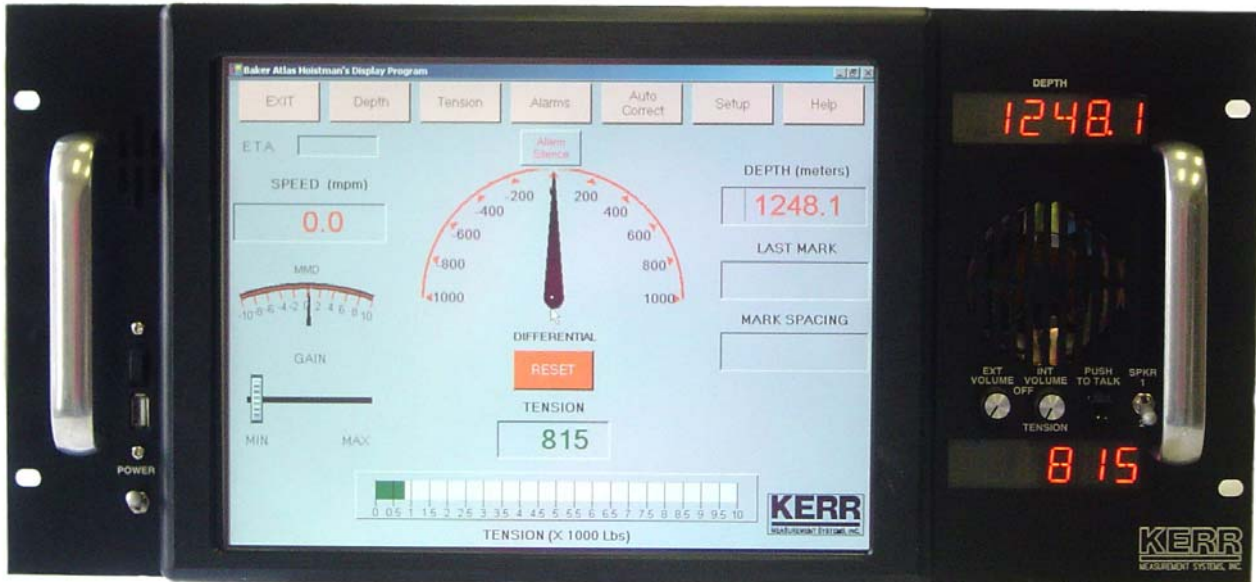 Baker Atlas Hoistman's Display Program
EXIT Depth Tension Alarms Auto Correct Setup Help
E.T.A.
Alarm Silence
SPEED (mpm)
0.0
MMD
-10 -8 -6 -4 -2 0 2 4 6 8 10
GAIN
MIN MAX
-200 200
-400 400
-600 600
-800 800
-1000 1000
DIFFERENTIAL
RESET
TENSION
815
DEPTH (meters)
1248.1
LAST MARK
MARK SPACING
0 0.5 1 1.5 2 2.5 3 3.5 4 4.5 5 5.5 6 6.5 7 7.5 8 8.5 9 9.5 10
TENSION (X 1000 Lbs)
KERR
MEASUREMENT SYSTEMS, INC.
POWER
DEPTH
1248.1
EXT VOLUME
INT VOLUME
OFF
PUSH TO TALK
SPKR 1
TENSION
815
KERR
MEASUREMENT SYSTEMS, INC.